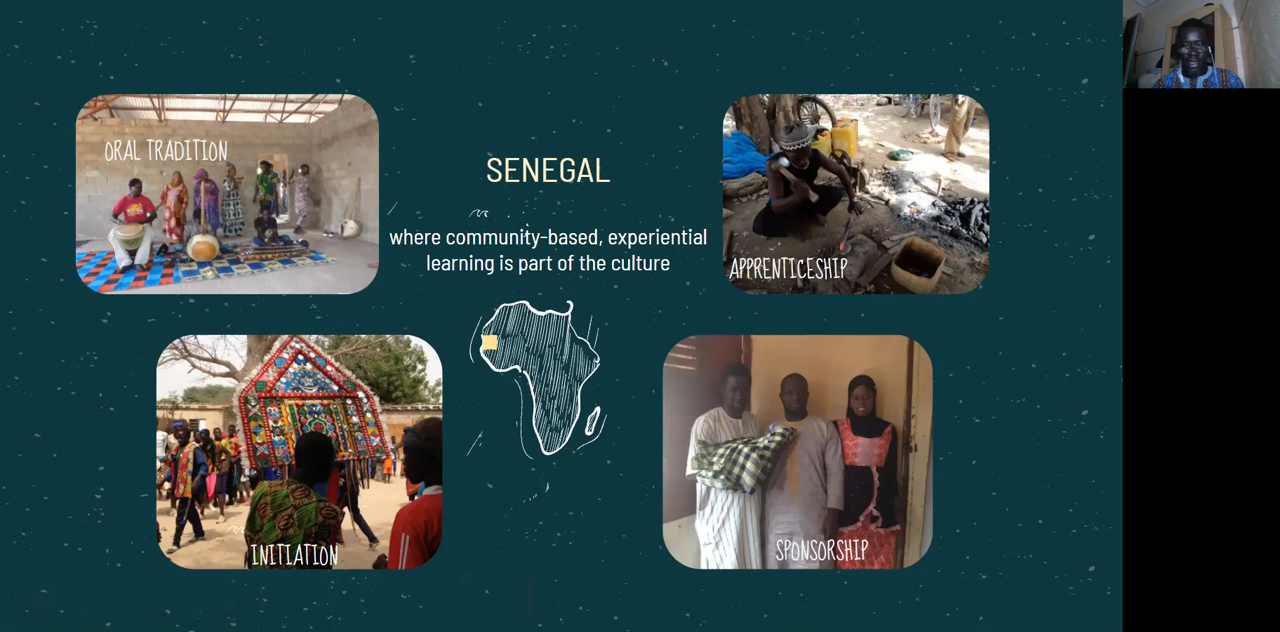 ORAL TRADITION
SENEGAL
where community-based, experiential
learning is part of the culture
APPRENTICESHIP
INITIATION
SPONSORSHIP